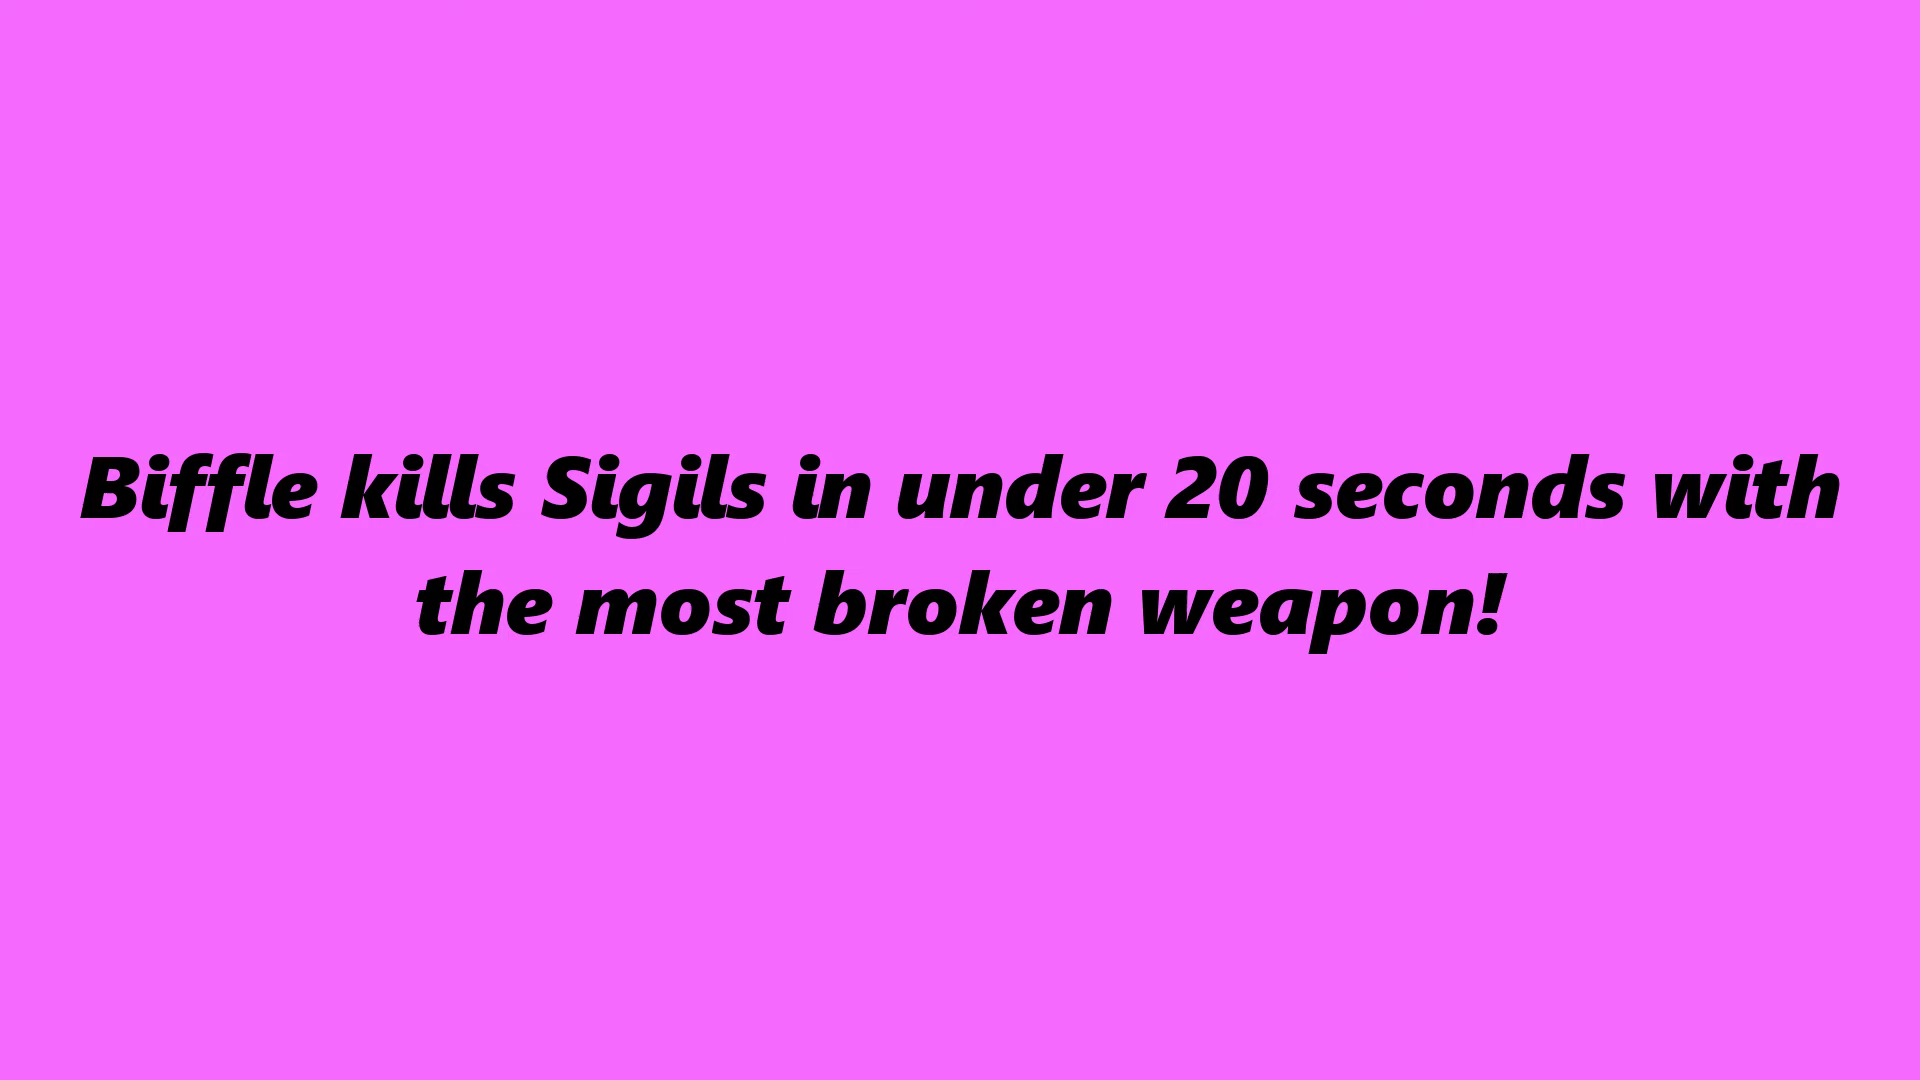 Biffle kills Sigils in under 20 seconds with
the most broken weapon!